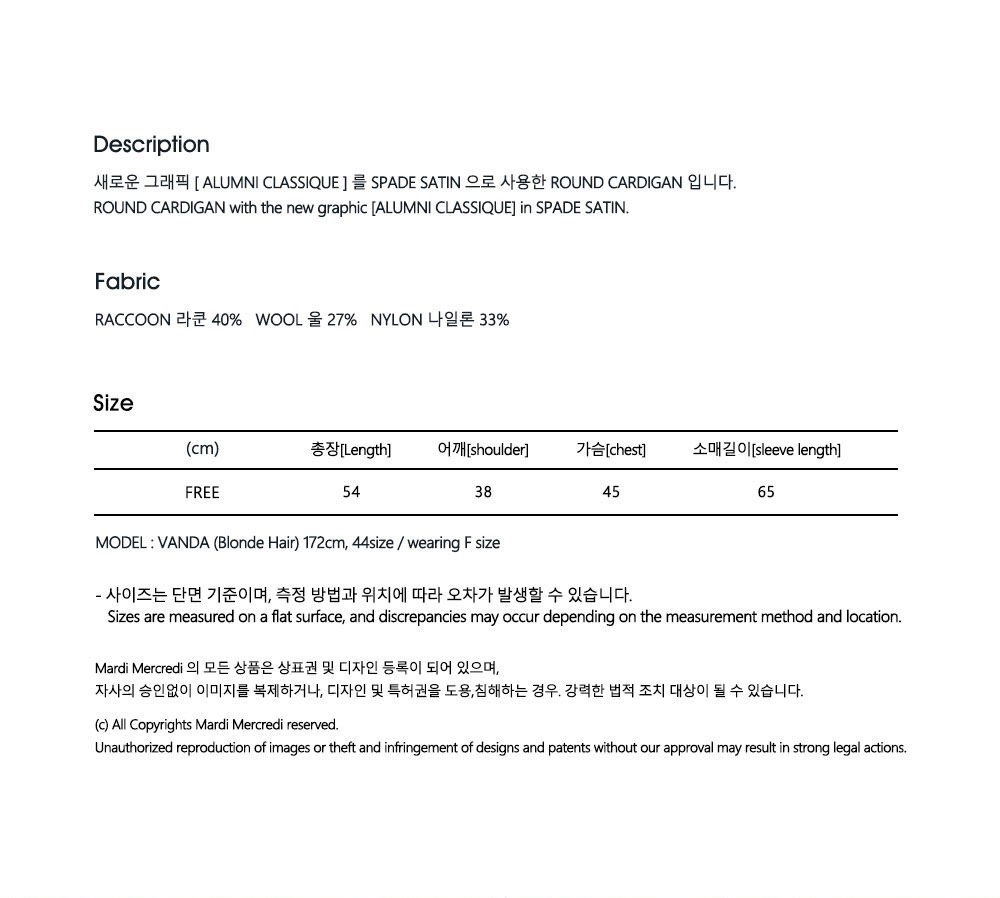 Description
새로운 그래픽 [ ALUMNI CLASSIQUE ] 를 SPADE SATIN 으로 사용한 ROUND CARDIGAN 입니다.
ROUND CARDIGAN with the new graphic [ALUMNI CLASSIQUE] in SPADE SATIN.
Fabric
RACCOON 라쿤 40% WOOL 울 27% NYLON 나일론 33%
Size
(cm) 총장[Length] 어깨[shoulder] 가슴[chest] 소매길이[sleeve length]
FREE 54 38 45 65
MODEL : VANDA (Blonde Hair) 172cm, 44size / wearing F size
- 사이즈는 단면 기준이며, 측정 방법과 위치에 따라 오차가 발생할 수 있습니다.
Sizes are measured on a flat surface, and discrepancies may occur depending on the measurement method and location.
Mardi Mercredi 의 모든 상품은 상표권 및 디자인 등록이 되어 있으며,
자사의 승인없이 이미지를 복제하거나, 디자인 및 특허권을 도용,침해하는 경우. 강력한 법적 조치 대상이 될 수 있습니다.
(c) All Copyrights Mardi Mercredi reserved.
Unauthorized reproduction of images or theft and infringement of designs and patents without our approval may result in strong legal actions.